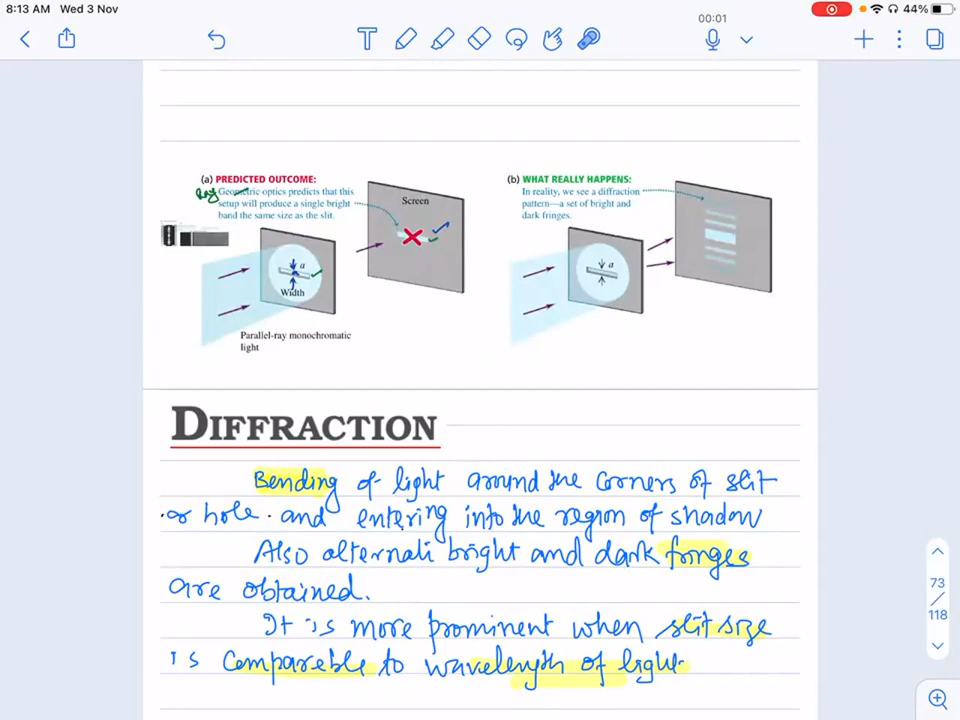 8:13 AM Wed 3 Nov
44%
00:01
T
(a) PREDICTED OUTCOME:
Ray Geometric optics predicts that this
setup will produce a single bright
band the same size as the slit.
Screen
a
Width
Parallel-ray monochromatic
light
(b) WHAT REALLY HAPPENS:
In reality, we see a diffraction
pattern—a set of bright and
dark fringes.
a
DIFFRACTION
Bending of light around the corners of slit
or hole. and entering into the region of shadow
Also alternati bright and dark fringes
are obtained.
It is more prominent when slit size
is comparable to wavelength of light.
73
118